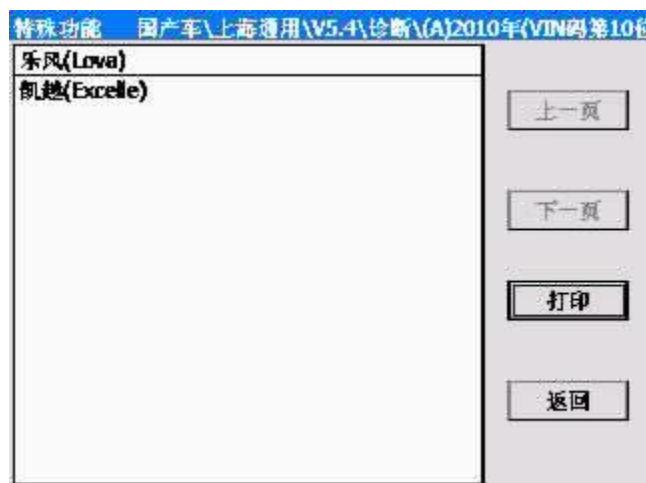 特殊功能 国产车\上海通用\V5.4\诊断\(A)2010年(VIN码第10位
乐风(Lova)
凯越(Excelle)
上一页
下一页
打印
返回